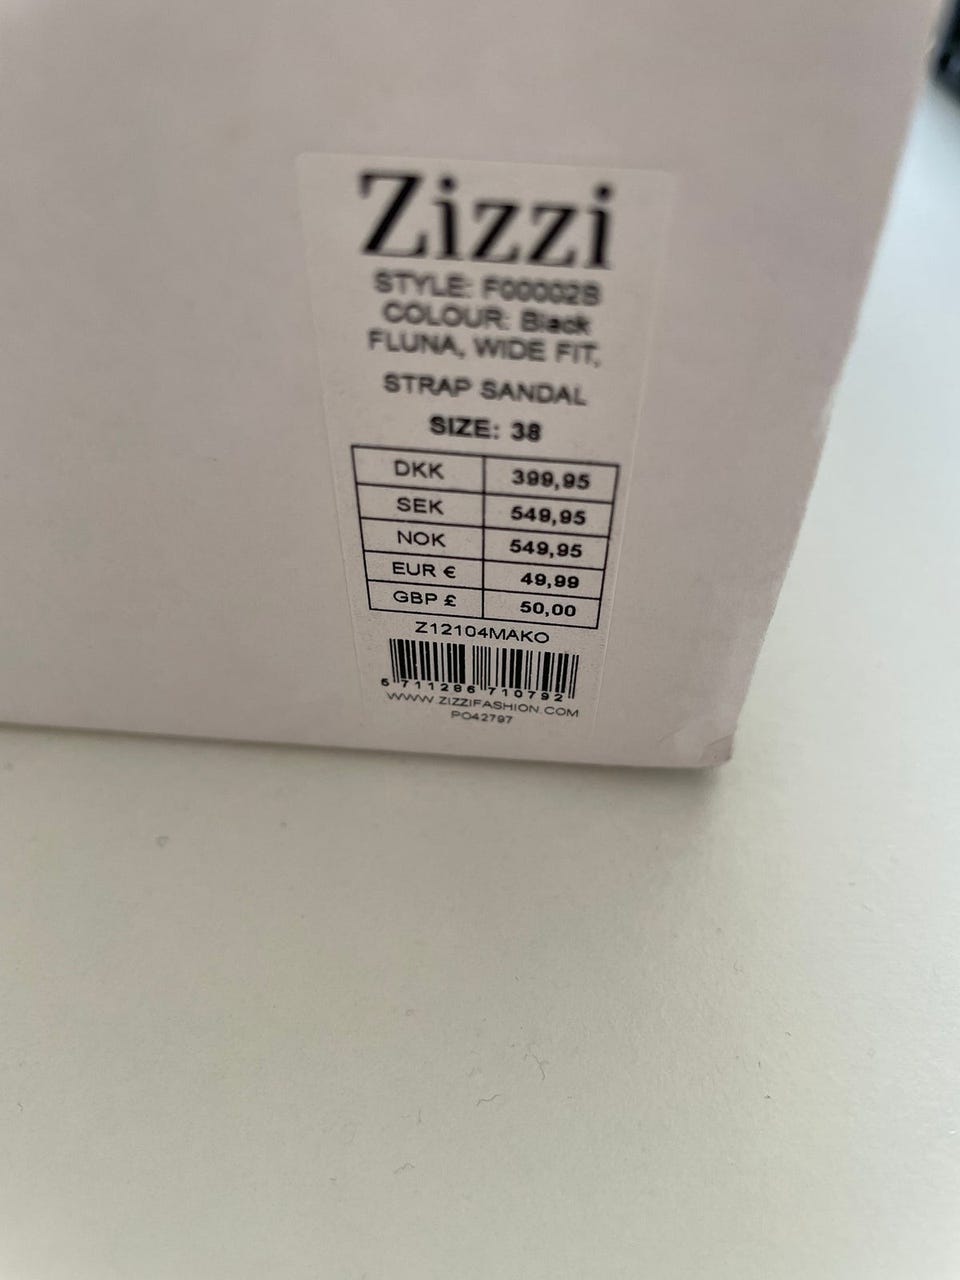 Zizzi
STYLE: F00002S
COLOUR: Black
FLUNA, WIDE FIT,
STRAP SANDAL
SIZE: 38
DKK 399,95
SEK 549,95
NOK 549,95
EUR € 49,99
GBP £ 50,00
Z12104MAKO
5 711286 710792
WWW.ZIZZIFASHION.COM
PO42797